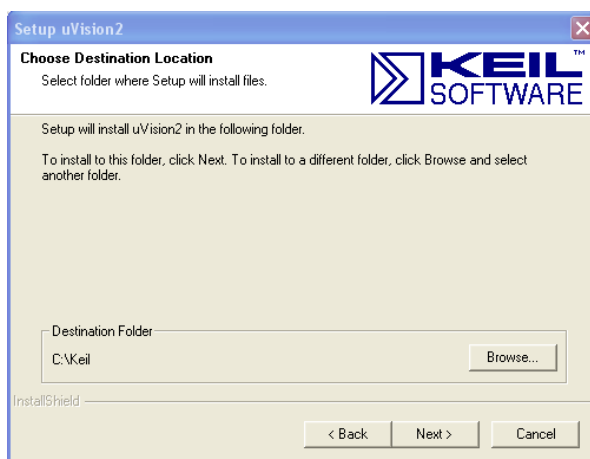 Setup uVision2
Choose Destination Location
Select folder where Setup will install files.
KEIL™
SOFTWARE
Setup will install uVision2 in the following folder.
To install to this folder, click Next. To install to a different folder, click Browse and select
another folder.
Destination Folder
C:\Keil
Browse...
InstallShield
< Back
Next >
Cancel